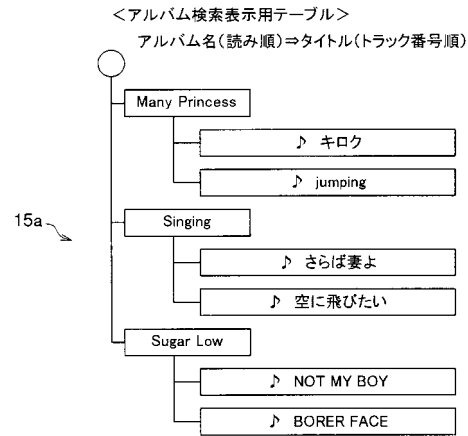 ＜アルバム検索表示用テーブル＞
アルバム名(読み順)⇒タイトル(トラック番号順)
Many Princess
♪ キロク
♪ jumping
15a
Singing
♪ さらば妻よ
♪ 空に飛びたい
Sugar Low
♪ NOT MY BOY
♪ BORER FACE